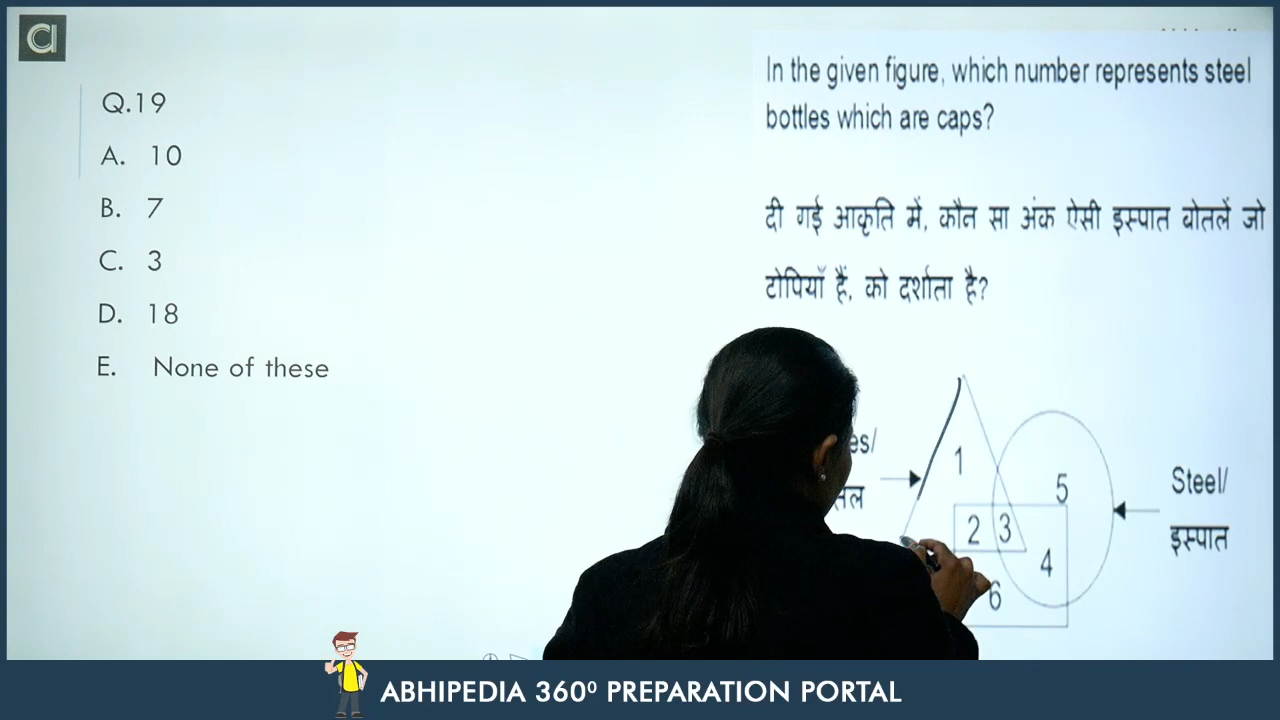 Q.19
A. 10
B. 7
C. 3
D. 18
E. None of these
In the given figure, which number represents steel
bottles which are caps?
दी गई आकृति में, कौन सा अंक ऐसी इस्पात बोतलें जो
टोपियाँ हैं, को दर्शाता है?
1
5
Steel/
इस्पात
2 3
4
6
ABHIPEDIA 360⁰ PREPARATION PORTAL